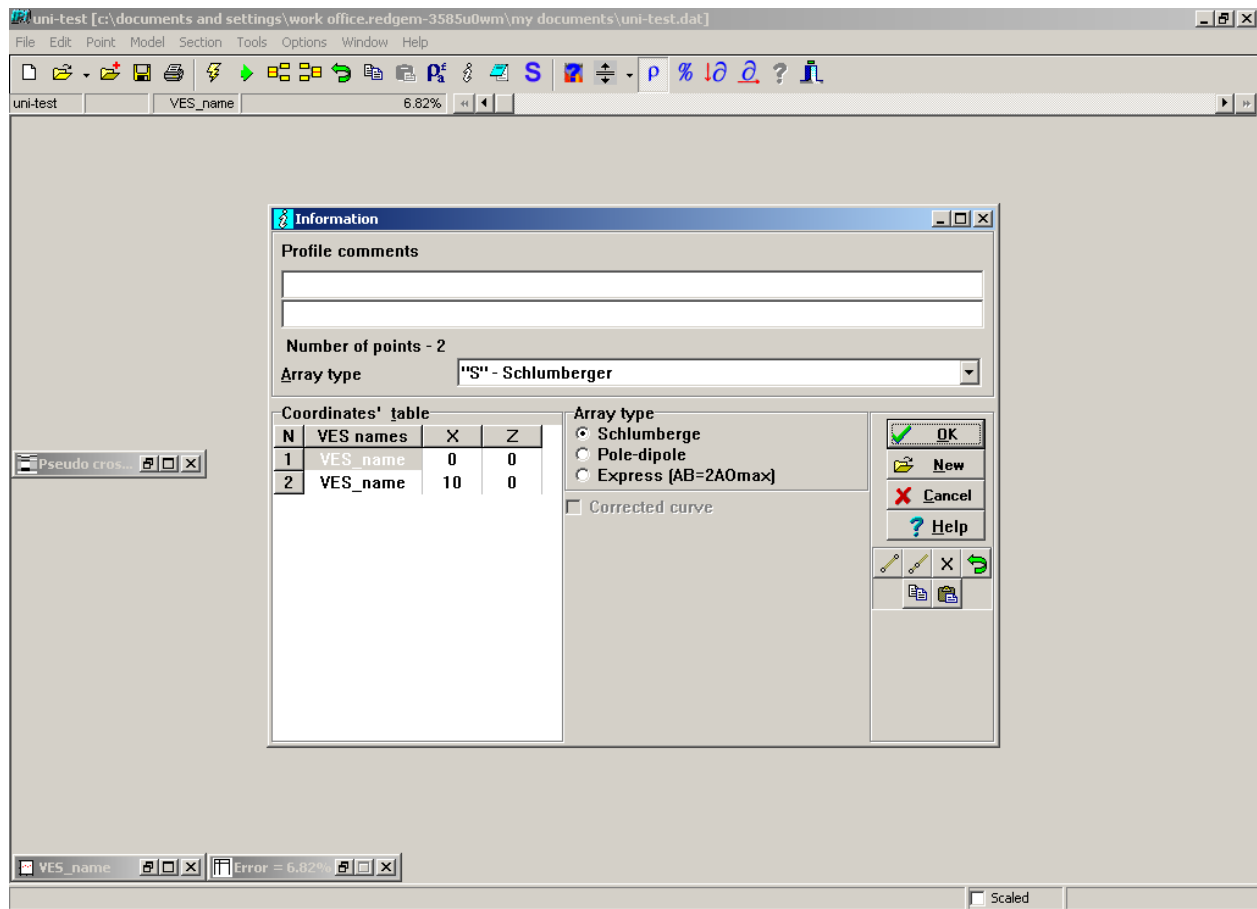 uni-test [c:\documents and settings\work office.redgem-3585u0wm\my documents\uni-test.dat]
File Edit Point Model Section Tools Options Window Help
S ρ %
uni-test VES_name 6.82%
Information
Profile comments
Number of points - 2
Array type "S" - Schlumberger
Coordinates' table
N VES names X Z
1 VES_name 0 0
2 VES_name 10 0
Array type
Schlumberge
Pole-dipole
Express (AB=2AOmax)
Corrected curve
OK
New
Cancel
Help
Pseudo cros...
VES_name Error = 6.82%
Scaled